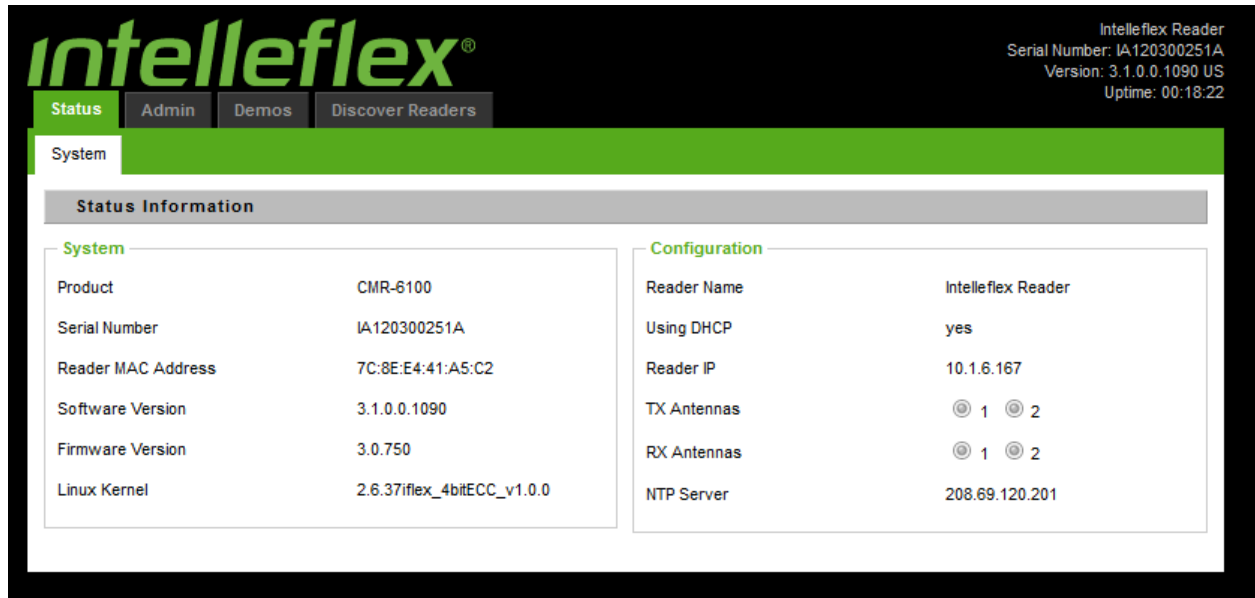 Intelleflex®
Intelleflex Reader
Serial Number: IA120300251A
Version: 3.1.0.0.1090 US
Uptime: 00:18:22
Status Admin Demos Discover Readers
System
Status Information
System
Product CMR-6100
Serial Number IA120300251A
Reader MAC Address 7C:8E:E4:41:A5:C2
Software Version 3.1.0.0.1090
Firmware Version 3.0.750
Linux Kernel 2.6.37iflex_4bitECC_v1.0.0
Configuration
Reader Name Intelleflex Reader
Using DHCP yes
Reader IP 10.1.6.167
TX Antennas 1 2
RX Antennas 1 2
NTP Server 208.69.120.201